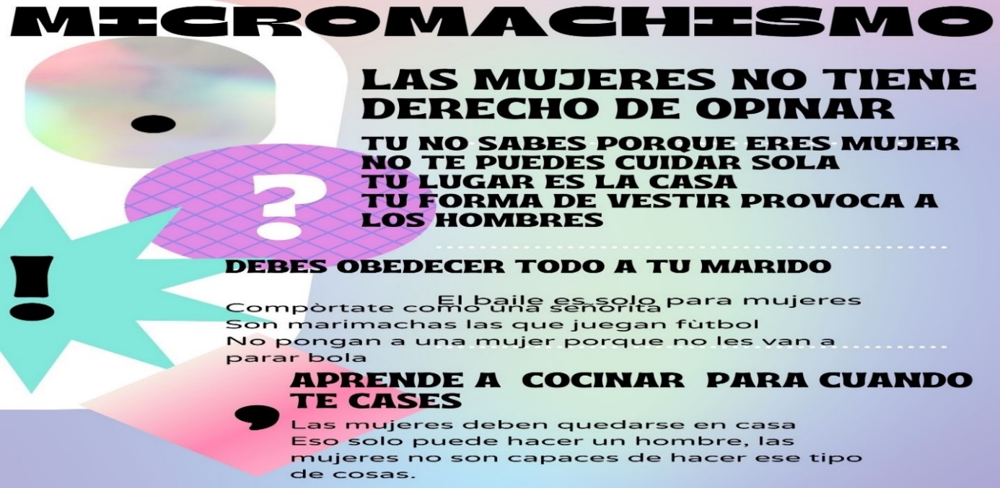 MICROMACHISMO
LAS MUJERES NO TIENE
DERECHO DE OPINAR
TU NO SABES PORQUE ERES MUJER
NO TE PUEDES CUIDAR SOLA
TU LUGAR ES LA CASA
TU FORMA DE VESTIR PROVOCA A
LOS HOMBRES
?
!
DEBES OBEDECER TODO A TU MARIDO
El baile es solo para mujeres
Compòrtate como una señorita
Son marimachas las que juegan fùtbol
No pongan a una mujer porque no les van a
parar bola
APRENDE A COCINAR PARA CUANDO
TE CASES
,
Las mujeres deben quedarse en casa
Eso solo puede hacer un hombre, las
mujeres no son capaces de hacer ese tipo
de cosas.